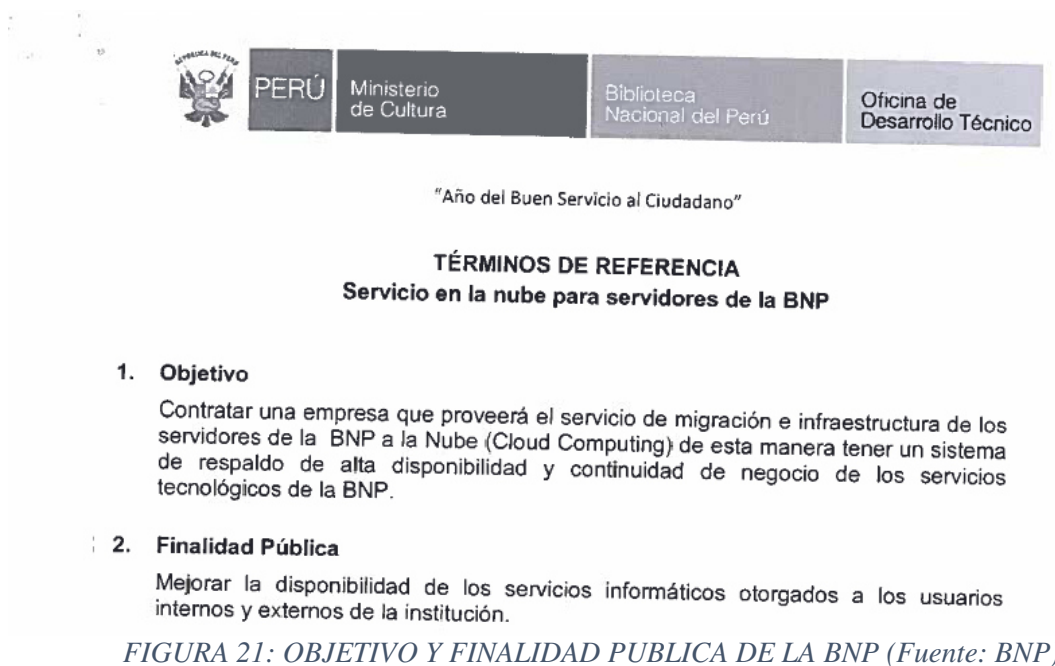 REPÚBLICA DEL PERÚ
PERÚ
Ministerio
de Cultura
Biblioteca
Nacional del Perú
Oficina de
Desarrollo Técnico
"Año del Buen Servicio al Ciudadano"
TÉRMINOS DE REFERENCIA
Servicio en la nube para servidores de la BNP
1. Objetivo
Contratar una empresa que proveerá el servicio de migración e infraestructura de los
servidores de la BNP a la Nube (Cloud Computing) de esta manera tener un sistema
de respaldo de alta disponibilidad y continuidad de negocio de los servicios
tecnológicos de la BNP.
2. Finalidad Pública
Mejorar la disponibilidad de los servicios informáticos otorgados a los usuarios
internos y externos de la institución.
FIGURA 21: OBJETIVO Y FINALIDAD PUBLICA DE LA BNP (Fuente: BNP,